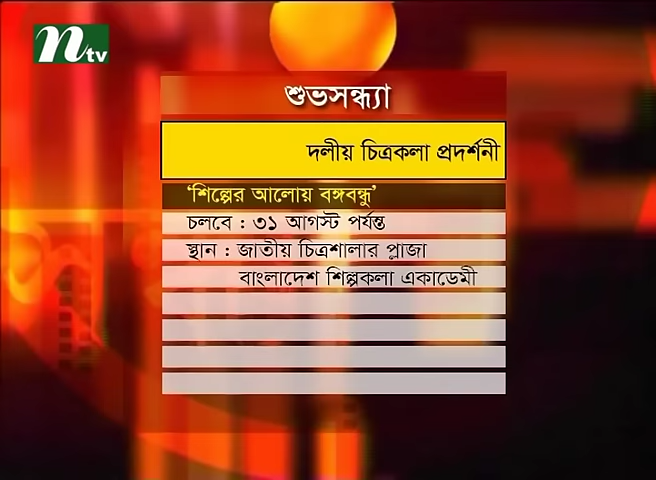 ntv
শুভসন্ধ্যা
দলীয় চিত্রকলা প্রদর্শনী
‘শিল্পের আলোয় বঙ্গবন্ধু’
চলবে : ৩১ আগস্ট পর্যন্ত
স্থান : জাতীয় চিত্রশালার প্লাজা
বাংলাদেশ শিল্পকলা একাডেমী